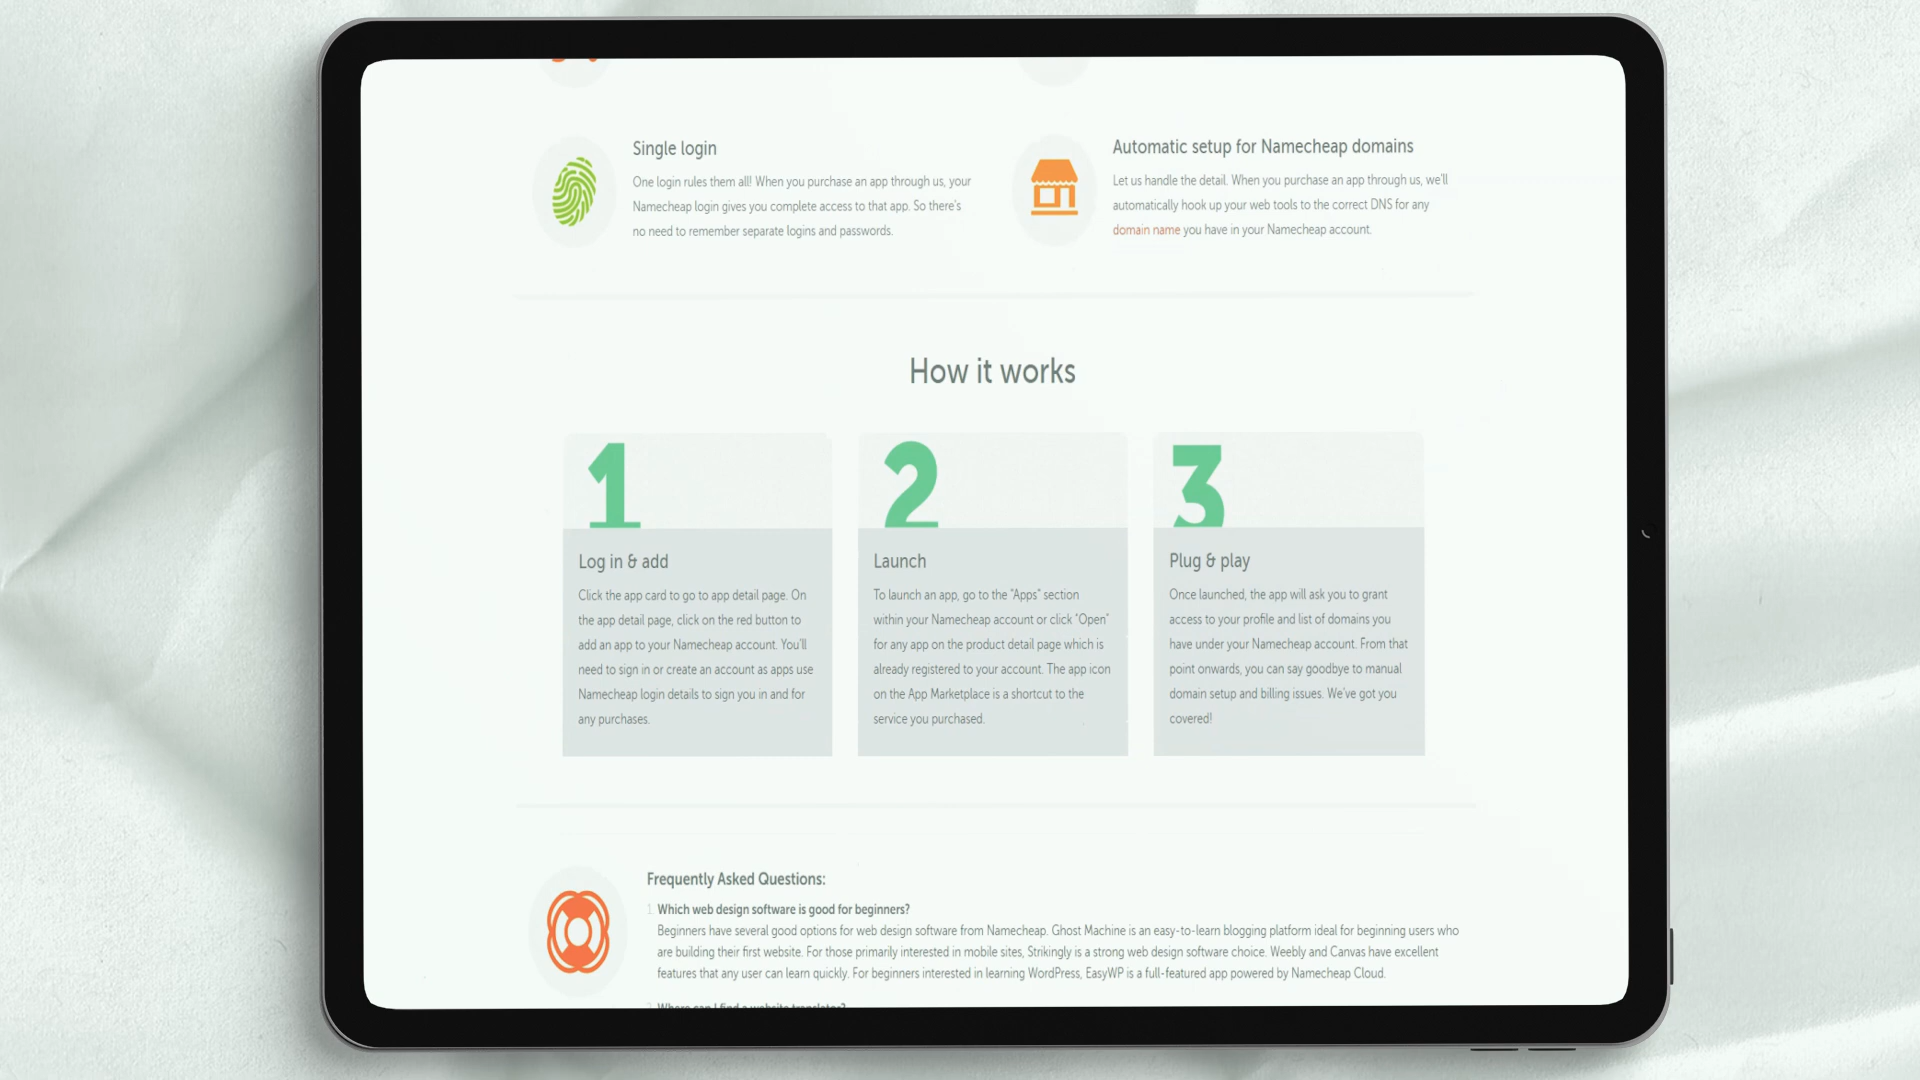 Single login
One login rules them all! When you purchase an app through us, your
Namecheap login gives you complete access to that app. So there's
no need to remember separate logins and passwords.
Automatic setup for Namecheap domains
Let us handle the detail. When you purchase an app through us, we'll
automatically hook up your web tools to the correct DNS for any
domain name you have in your Namecheap account.
How it works
1
Log in & add
Click the app card to go to app detail page. On
the app detail page, click on the red button to
add an app to your Namecheap account. You'll
need to sign in or create an account as apps use
Namecheap login details to sign you in and for
any purchases.
2
Launch
To launch an app, go to the "Apps" section
within your Namecheap account or click "Open"
for any app on the product detail page which is
already registered to your account. The app icon
on the App Marketplace is a shortcut to the
service you purchased.
3
Plug & play
Once launched, the app will ask you to grant
access to your profile and list of domains you
have under your Namecheap account. From that
point onwards, you can say goodbye to manual
domain setup and billing issues. We've got you
covered!
Frequently Asked Questions:
1. Which web design software is good for beginners?
Beginners have several good options for web design software from Namecheap. Ghost Machine is an easy-to-learn blogging platform ideal for beginning users who
are building their first website. For those primarily interested in mobile sites, Strikingly is a strong web design software choice. Weebly and Canvas have excellent
features that any user can learn quickly. For beginners interested in learning WordPress, EasyWP is a full-featured app powered by Namecheap Cloud.
2. Where can I find a website translator?